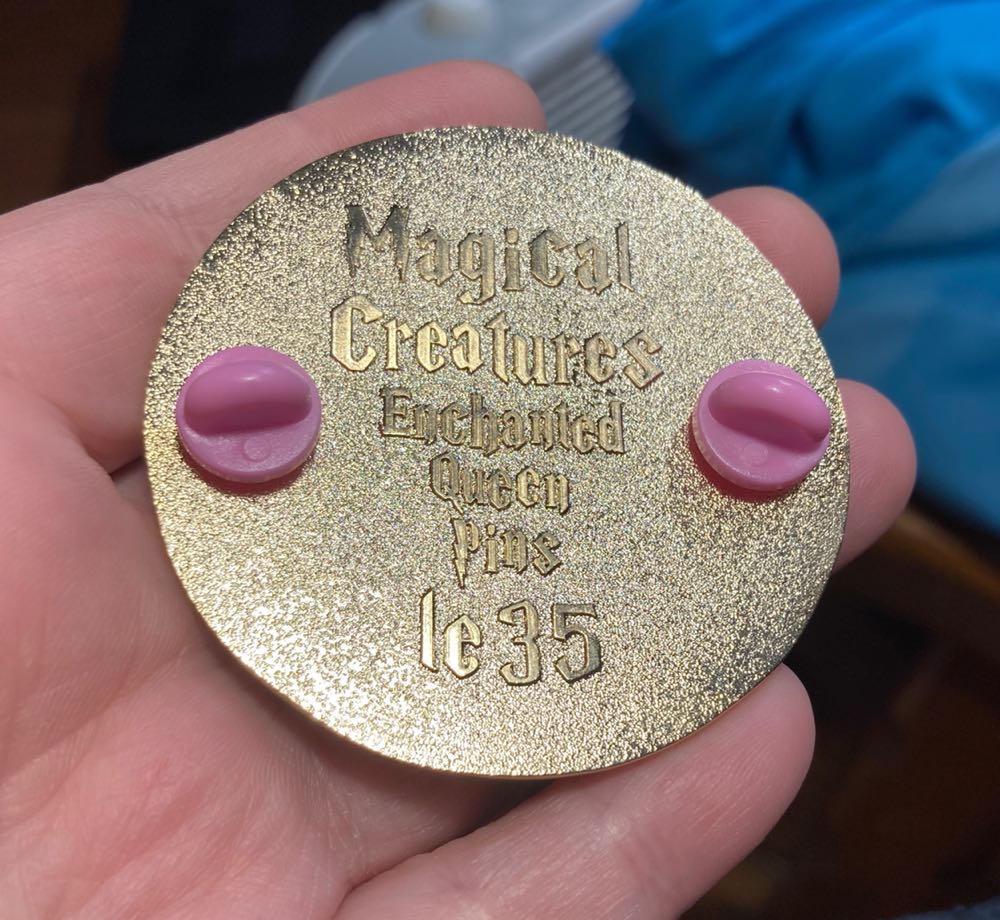 Magical
Creatures
Enchanted
Queen
Pins
le 35